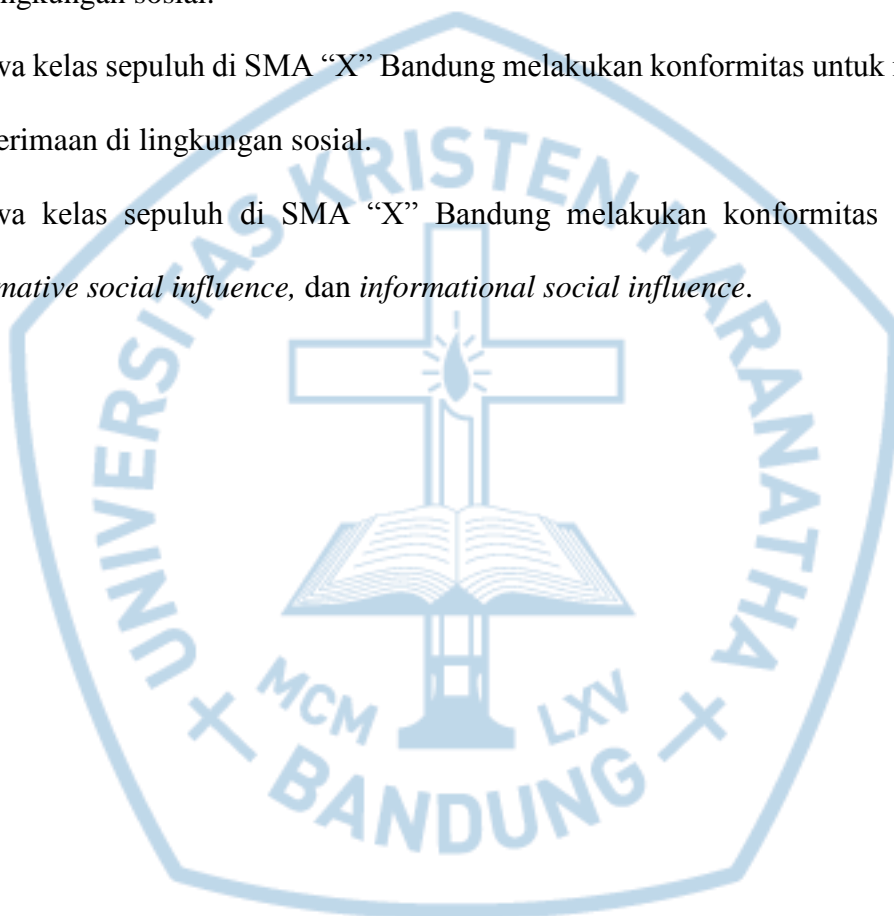 ngkungan sosial.
wa kelas sepuluh di SMA “X” Bandung melakukan konformitas untuk
erimaan di lingkungan sosial.
wa kelas sepuluh di SMA “X” Bandung melakukan konformitas
mative social influence, dan informational social influence.
UNIVERSITAS KRISTEN MARANATHA
MCM LXV
BANDUNG